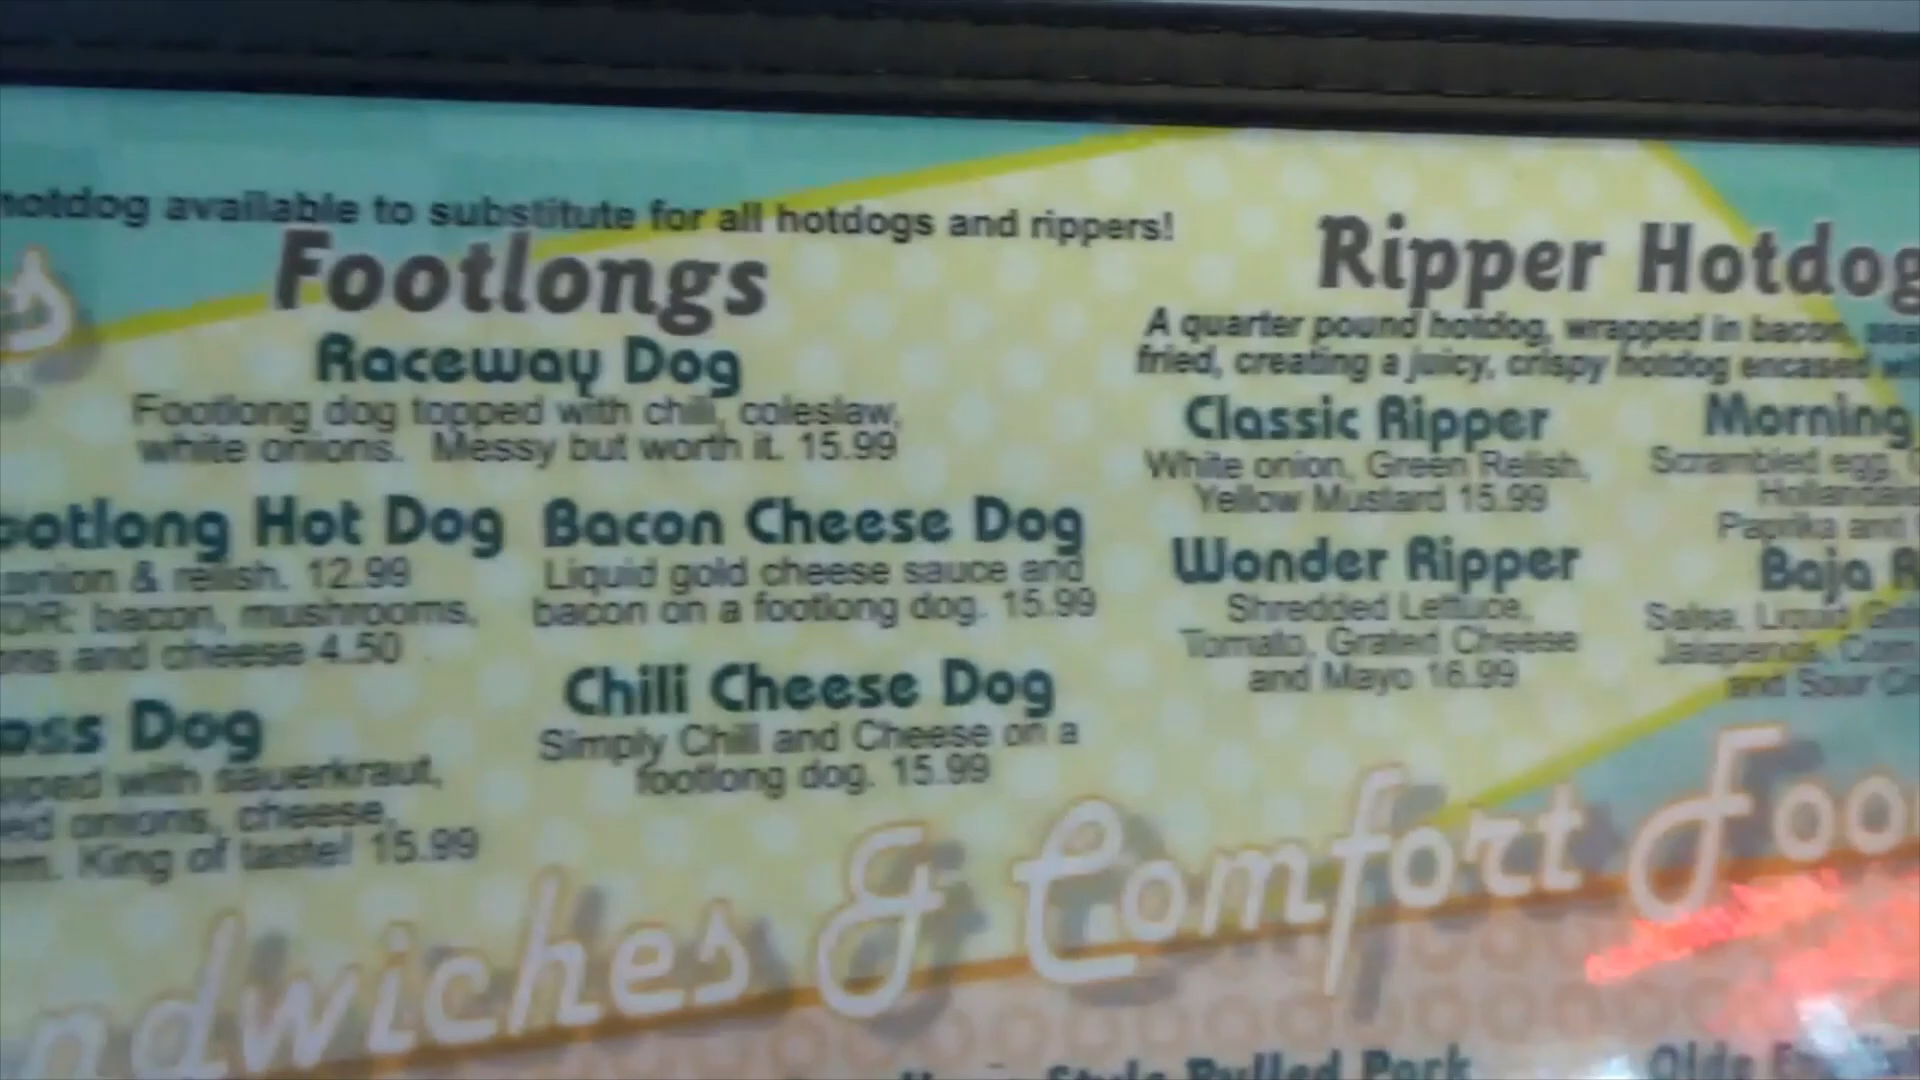 hotdog available to substitute for all hotdogs and rippers!
Footlongs
Raceway Dog
Footlong dog topped with chili, coleslaw,
white onions. Messy but worth it. 15.99
Footlong Hot Dog
onion & relish. 12.99
OR: bacon, mushrooms,
and cheese 4.50
Dog
with sauerkraut,
onions, cheese,
King of taste! 15.99
Bacon Cheese Dog
Liquid gold cheese sauce and
bacon on a footlong dog. 15.99
Chili Cheese Dog
Simply Chili and Cheese on a
footlong dog. 15.99
Ripper Hotdog
A quarter pound hotdog, wrapped in bacon,
fried, creating a juicy, crispy hotdog encased
Classic Ripper
White onion, Green Relish,
Yellow Mustard 15.99
Wonder Ripper
Shredded Lettuce,
Tomato, Grated Cheese
and Mayo 16.99
Morning
Scrambled egg,
Paprika and
Baja
Salsa, Liquid
Jalapenos,
and Sour
ndwiches & Comfort Foo
Style Pulled Pork
Olde